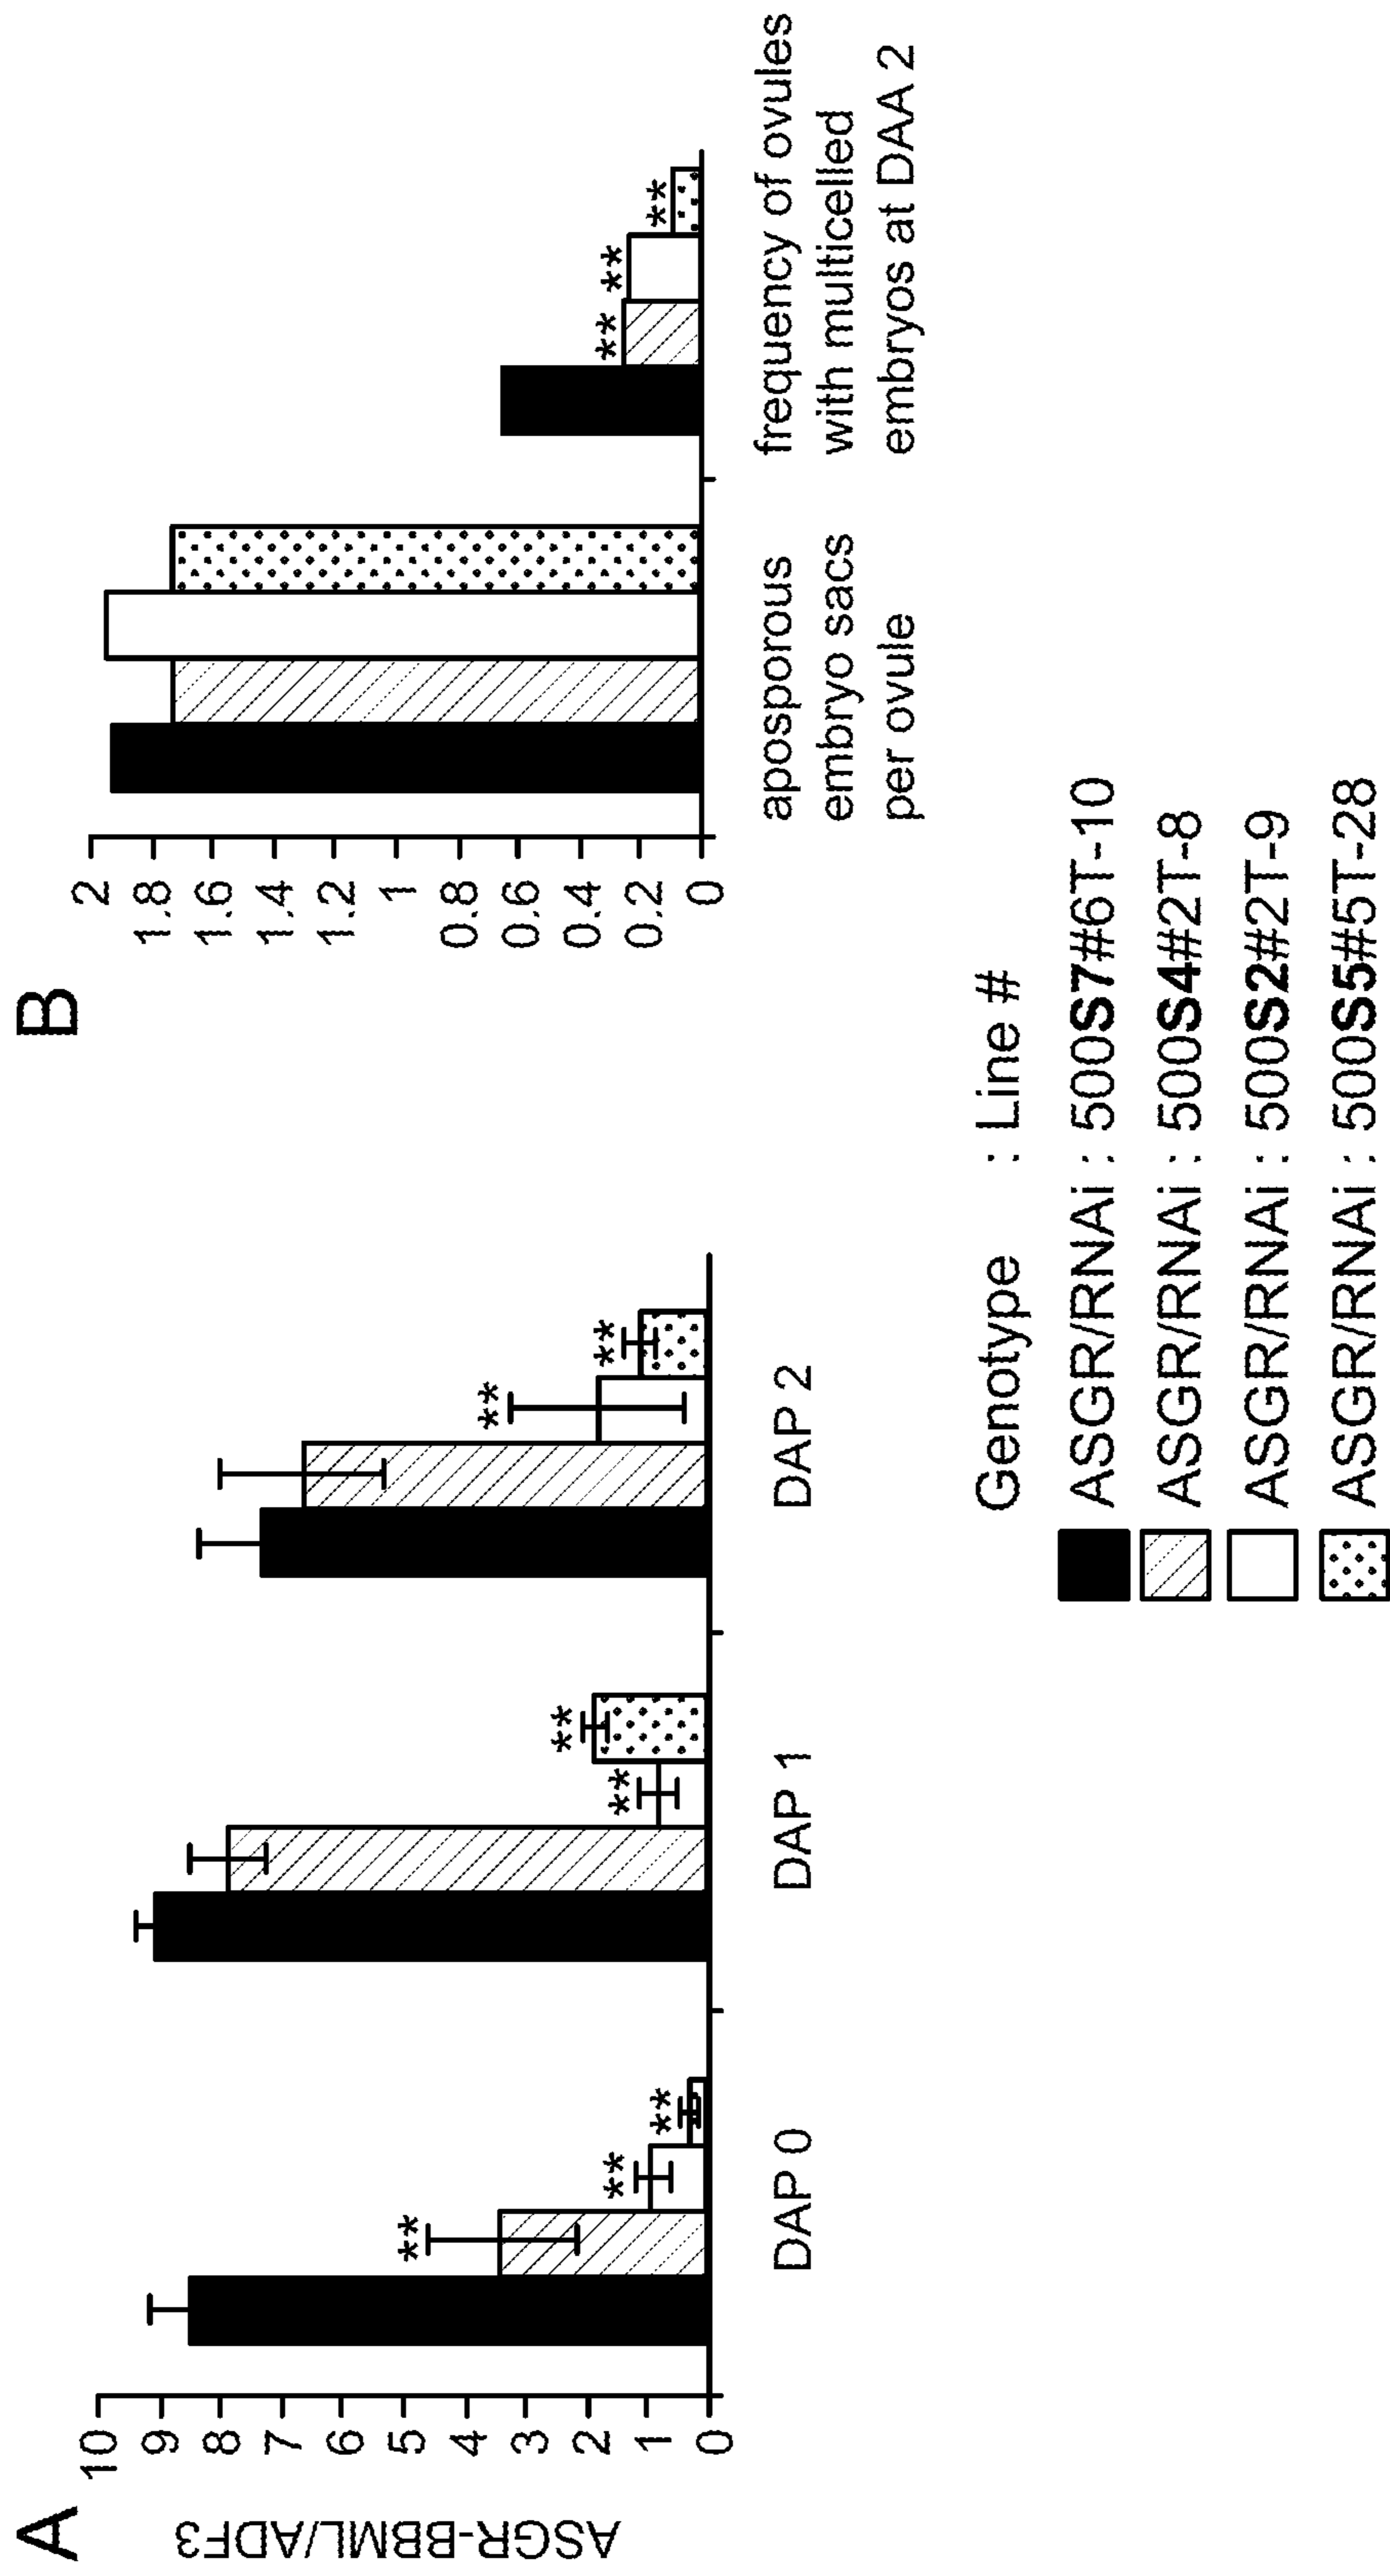 A
ASGR-BBML/ADF3
10
9
8
7
6
5
4
3
2
1
0
**
**
**
**
**
**
**
DAP 0
DAP 1
DAP 2
B
2
1.8
1.6
1.4
1.2
1
0.8
0.6
0.4
0.2
0
**
**
**
aposporous
embryo sacs
per ovule
frequency of ovules
with multicelled
embryos at DAA 2
Genotype : Line #
ASGR/RNAi : 500S7#6T-10
ASGR/RNAi : 500S4#2T-8
ASGR/RNAi : 500S2#2T-9
ASGR/RNAi : 500S5#5T-28